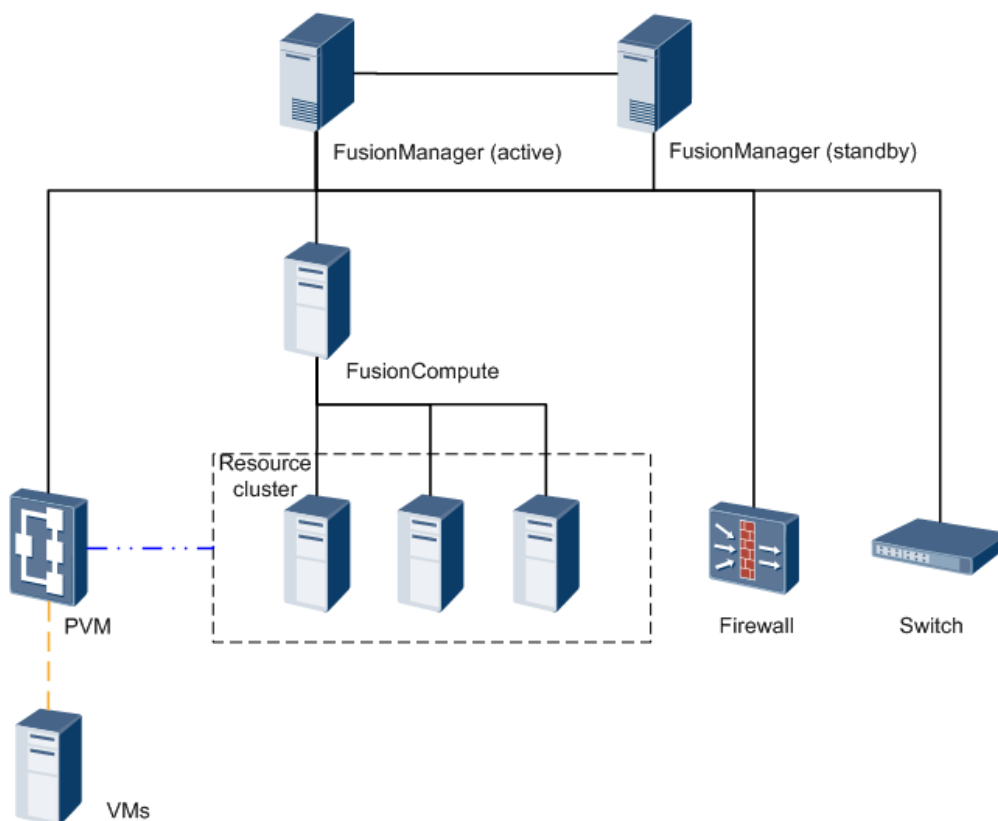 FusionManager (active)
FusionManager (standby)
FusionCompute
Resource
cluster
PVM
Firewall
Switch
VMs